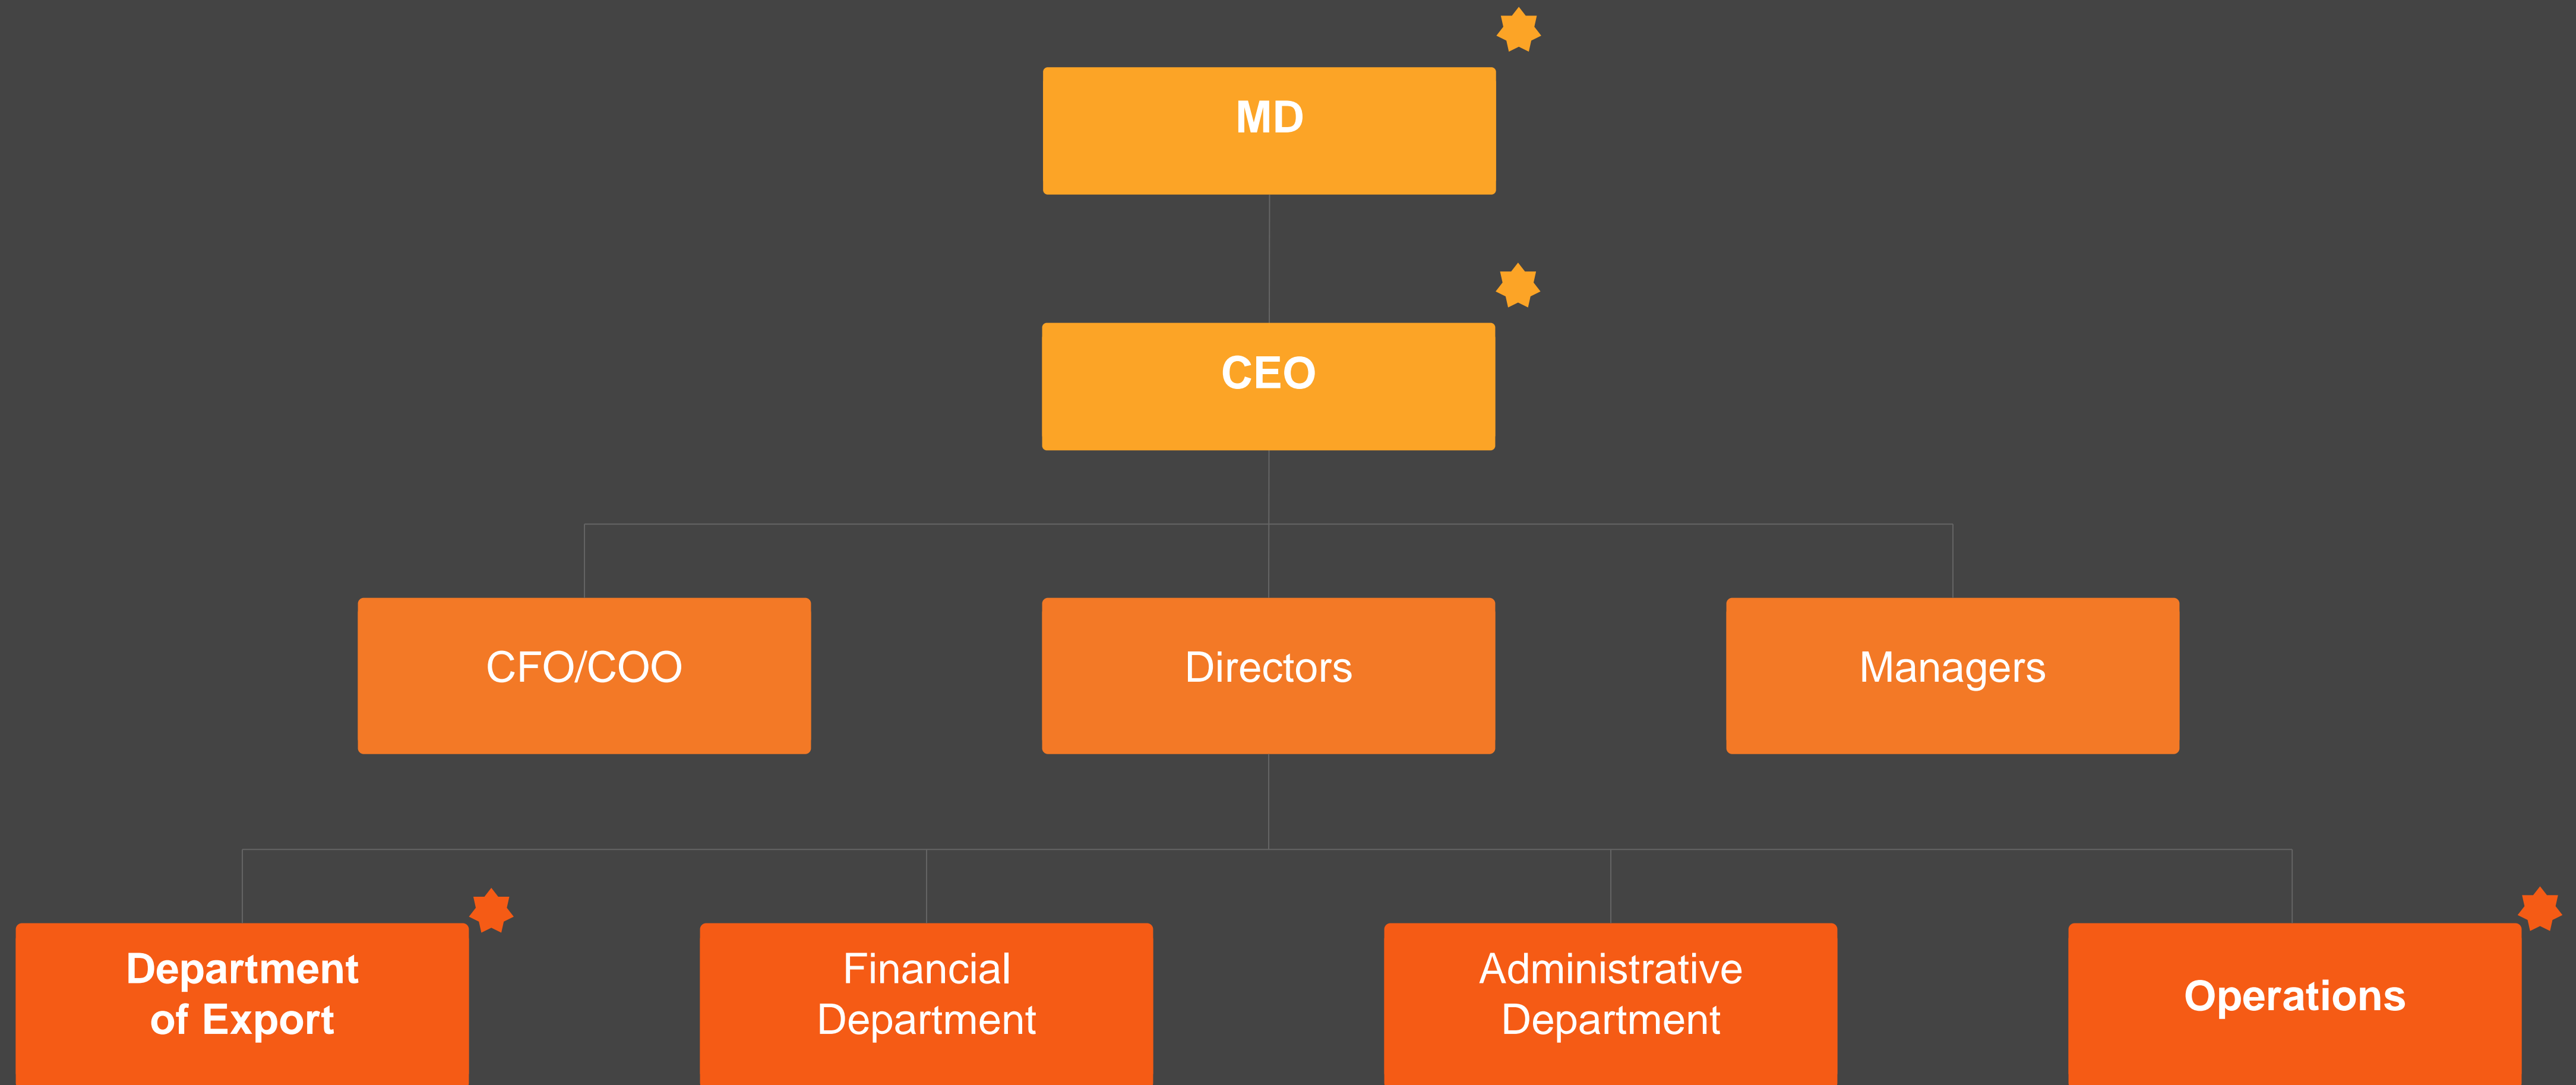 MD
CEO
CFO/COO
Directors
Managers
Department
of Export
Financial
Department
Administrative
Department
Operations